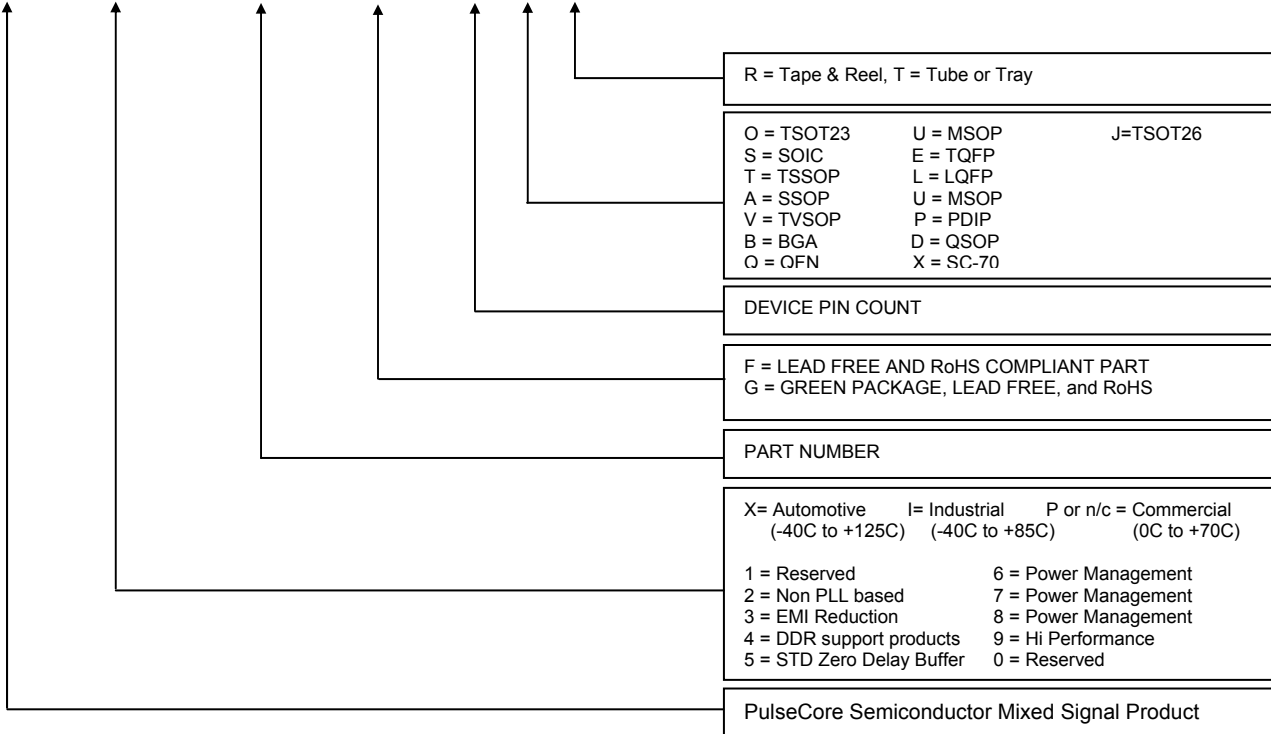 R = Tape & Reel, T = Tube or Tray
O = TSOT23 U = MSOP J=TSOT26
S = SOIC E = TQFP
T = TSSOP L = LQFP
A = SSOP U = MSOP
V = TVSOP P = PDIP
B = BGA D = QSOP
Q = QFN X = SC-70
DEVICE PIN COUNT
F = LEAD FREE AND RoHS COMPLIANT PART
G = GREEN PACKAGE, LEAD FREE, and RoHS
PART NUMBER
X= Automotive I= Industrial P or n/c = Commercial
(-40C to +125C) (-40C to +85C) (0C to +70C)
1 = Reserved 6 = Power Management
2 = Non PLL based 7 = Power Management
3 = EMI Reduction 8 = Power Management
4 = DDR support products 9 = Hi Performance
5 = STD Zero Delay Buffer 0 = Reserved
PulseCore Semiconductor Mixed Signal Product